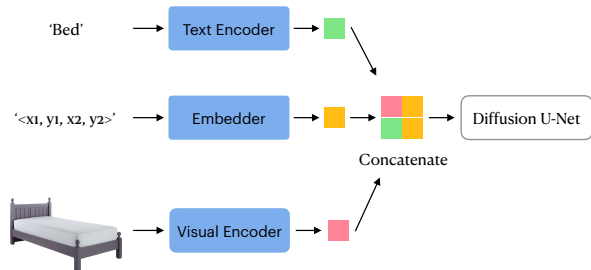 ‘Bed’
Text Encoder
‘<x1, y1, x2, y2>’
Embedder
Diffusion U-Net
Concatenate
Visual Encoder